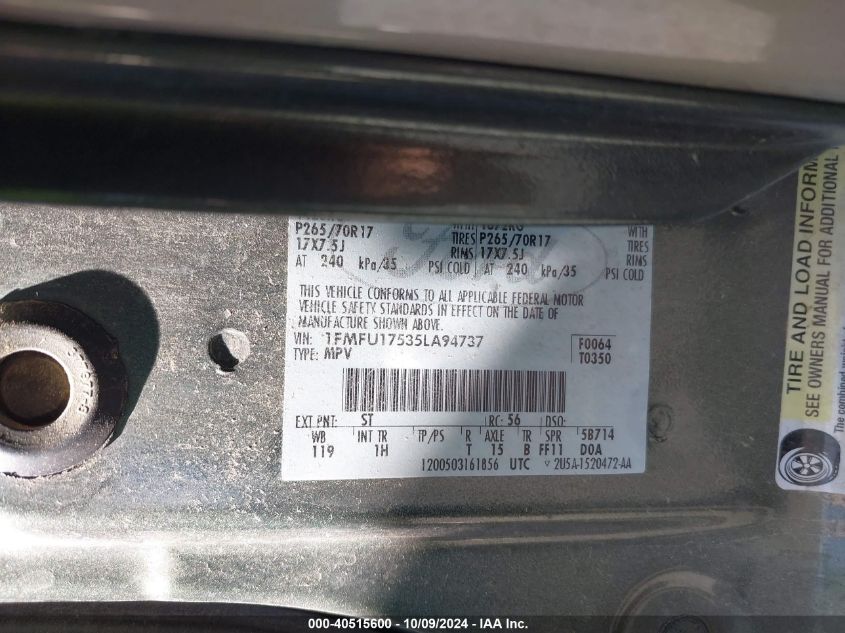 P265/70R17 TIRES P265/70R17 WITH
17X7.5J RIMS 17X7.5J TIRES
AT 240 kPa/35 PSI COLD AT 240 kPa/35 RIMS
PSI COLD
THIS VEHICLE CONFORMS TO ALL APPLICABLE FEDERAL MOTOR
VEHICLE SAFETY STANDARDS IN EFFECT ON THE DATE OF
MANUFACTURE SHOWN ABOVE.
VIN: 1FMFU17535LA94737 F0064
TYPE: MPV T0350
EXT PNT: ST RC: 56 DSO:
WB INT TR TP/PS R AXLE TR SPR 5B714
119 1H T 15 B FF11 DOA
1200503161856 UTC 2U5A-1520472-AA
TIRE AND LOAD INFORM
SEE OWNERS MANUAL FOR ADDITIONAL
The combined
000-40515600 - 10/09/2024 - IAA Inc.